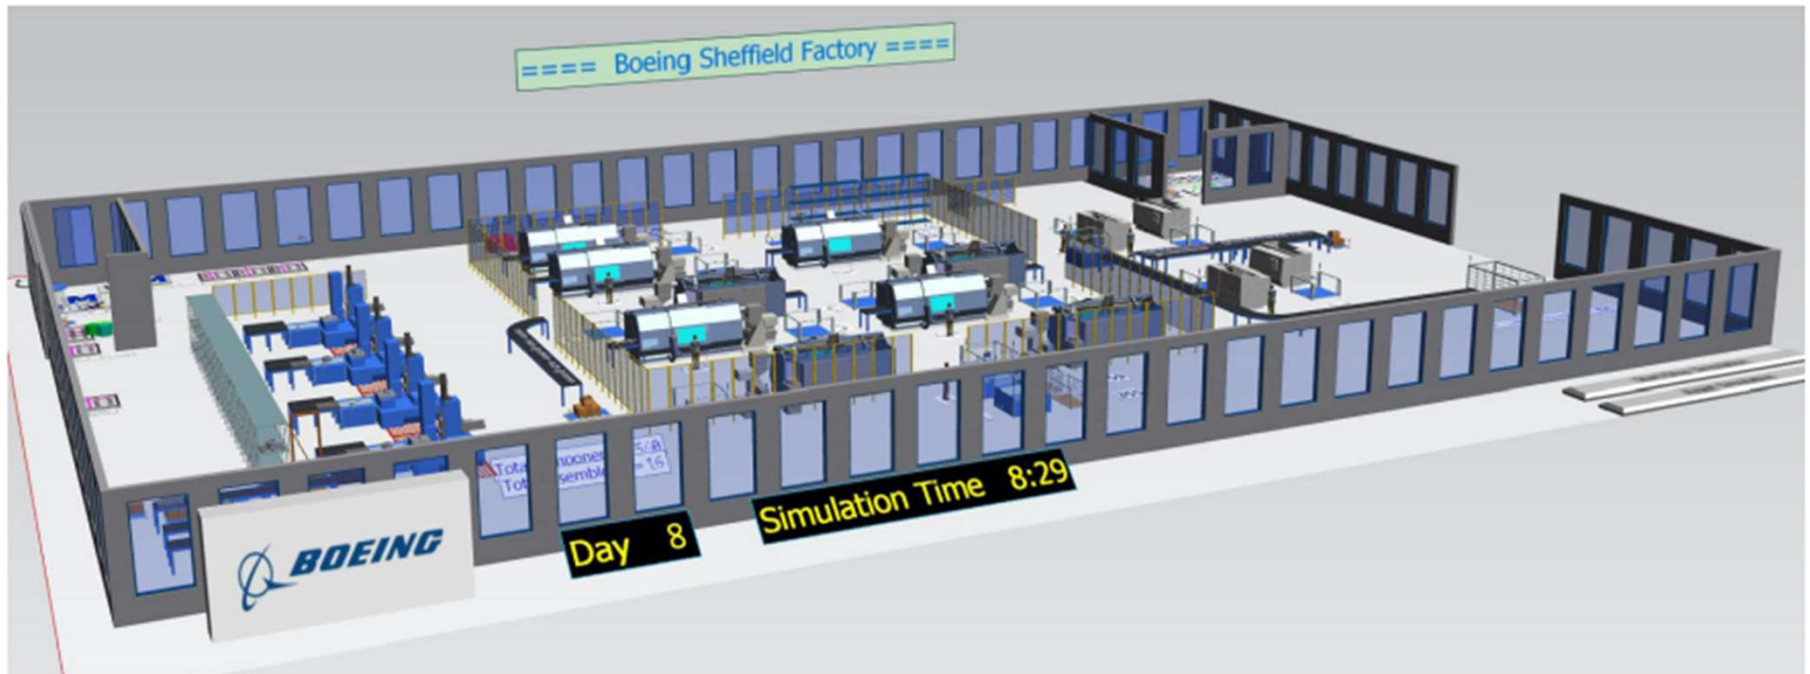 ==== Boeing Sheffield Factory ====
BOEING
Day 8
Simulation Time 8:29